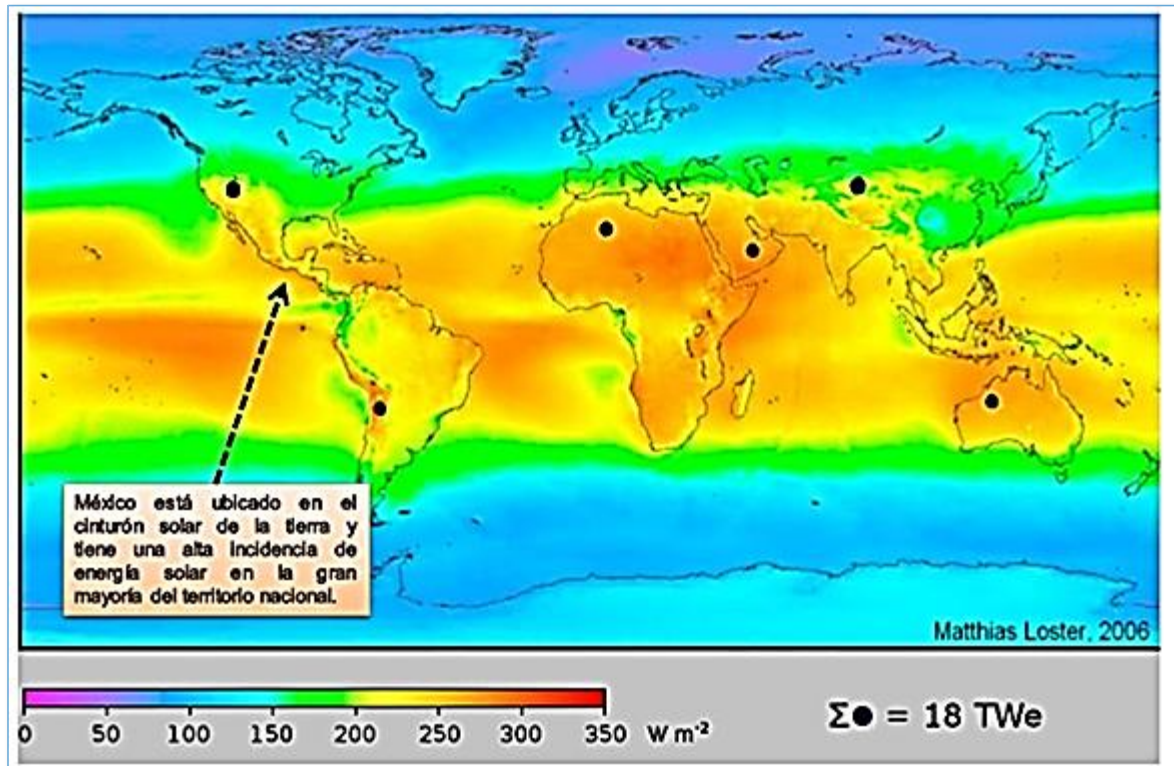 México está ubicado en el
cinturón solar de la tierra y
tiene una alta incidencia de
energía solar en la gran
mayoría del territorio nacional.
Matthias Loster, 2006
0 50 100 150 200 250 300 350 W m⁻²
Σ● = 18 TWe